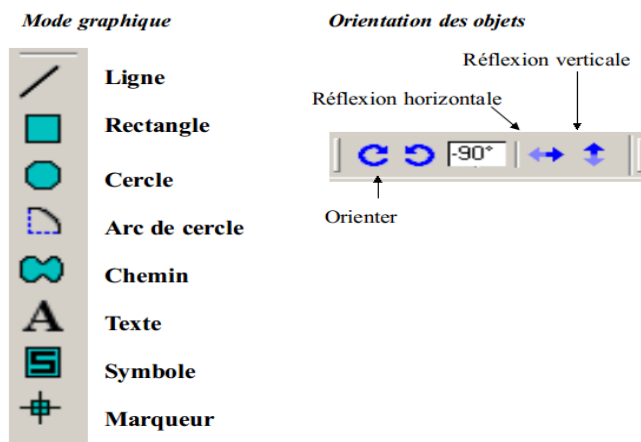 Mode graphique
Ligne
Rectangle
Cercle
Arc de cercle
Chemin
A Texte
S Symbole
Marqueur
Orientation des objets
Réflexion verticale
Réflexion horizontale
-90°
Orienter